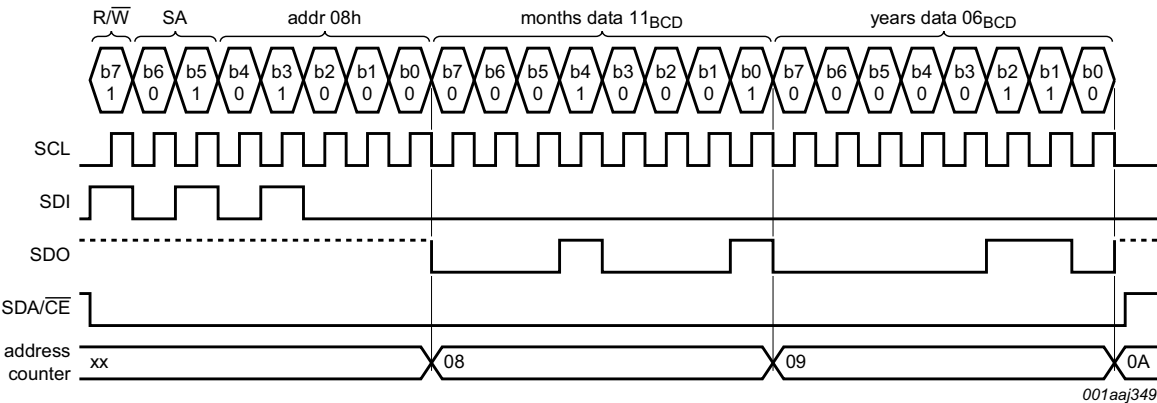 R/W SA addr 08h months data 11BCD years data 06BCD
b7 b6 b5 b4 b3 b2 b1 b0 b7 b6 b5 b4 b3 b2 b1 b0 b7 b6 b5 b4 b3 b2 b1 b0
1 0 1 0 1 0 0 0 0 0 0 1 0 0 0 1 0 0 0 0 0 1 1 0
SCL
SDI
SDO
SDA/CE
address
counter
xx 08 09 0A
001aaj349